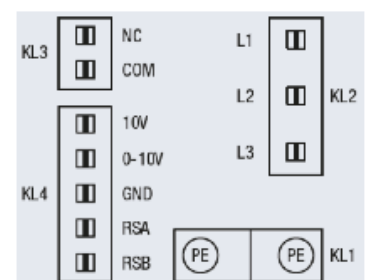 KL3
NC
COM
KL4
10V
0-10V
GND
RSA
RSB
L1
L2
L3
KL2
PE PE
KL1